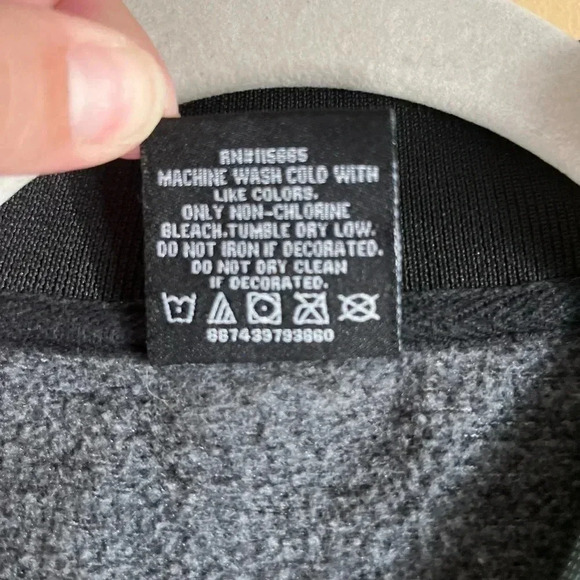 RN#115665
MACHINE WASH COLD WITH
LIKE COLORS.
ONLY NON-CHLORINE
BLEACH.TUMBLE DRY LOW.
DO NOT IRON IF DECORATED.
DO NOT DRY CLEAN
IF DECORATED.
887439793860